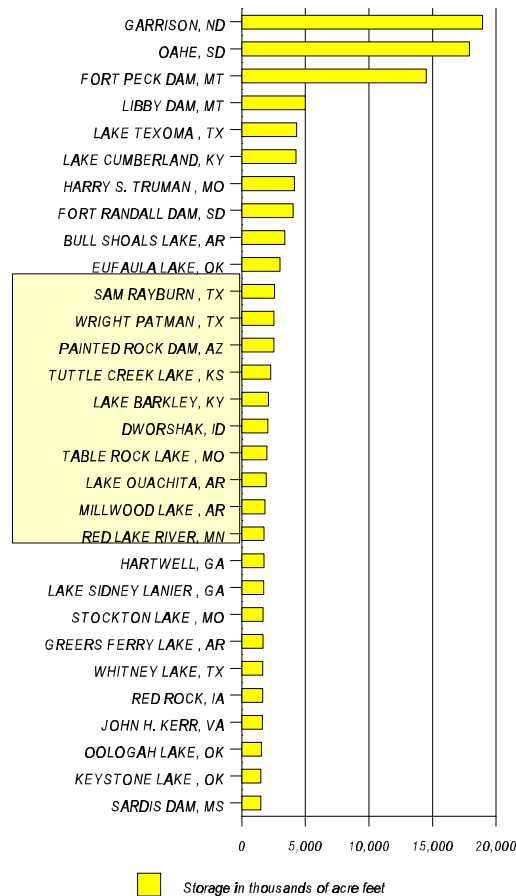 GARRISON, ND
OAHE, SD
FORT PECK DAM, MT
LIBBY DAM, MT
LAKE TEXOMA , TX
LAKE CUMBERLAND, KY
HARRY S. TRUMAN , MO
FORT RANDALL DAM, SD
BULL SHOALS LAKE, AR
EUFAULA LAKE, OK
SAM RAYBURN , TX
WRIGHT PATMAN , TX
PAINTED ROCK DAM, AZ
TUTTLE CREEK LAKE , KS
LAKE BARKLEY, KY
DWORSHAK, ID
TABLE ROCK LAKE , MO
LAKE OUACHITA, AR
MILLWOOD LAKE , AR
RED LAKE RIVER, MN
HARTWELL, GA
LAKE SIDNEY LANIER , GA
STOCKTON LAKE , MO
GREERS FERRY LAKE , AR
WHITNEY LAKE, TX
RED ROCK, IA
JOHN H. KERR, VA
OOLOGAH LAKE, OK
KEYSTONE LAKE , OK
SARDIS DAM, MS
0 5,000 10,000 15,000 20,000
Storage in thousands of acre feet